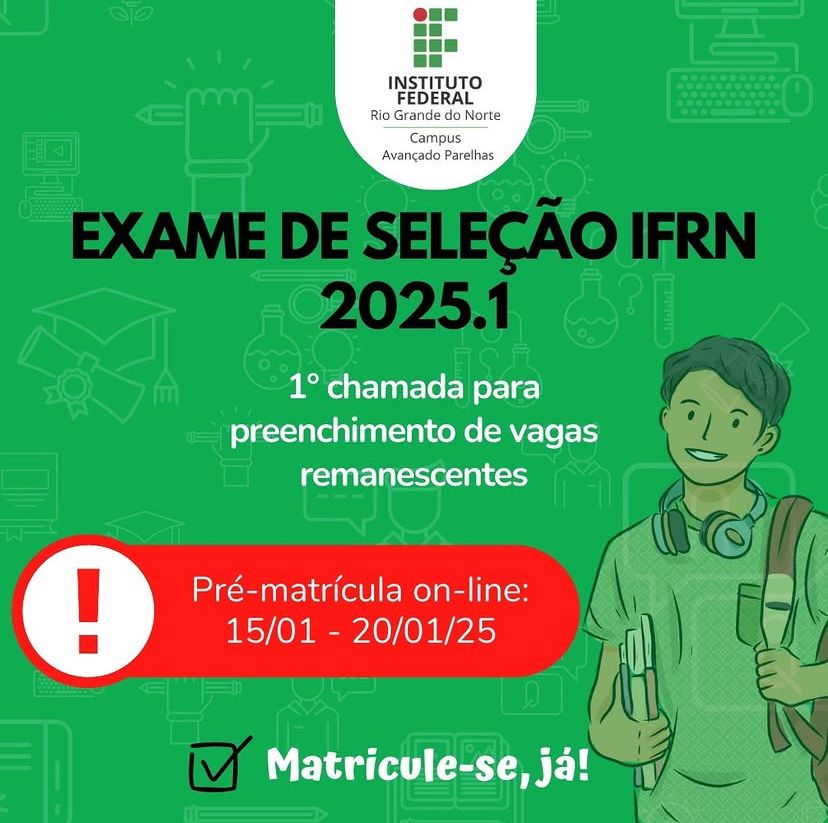 INSTITUTO
FEDERAL
Rio Grande do Norte
Campus
Avançado Parelhas
EXAME DE SELEÇÃO IFRN
2025.1
1° chamada para
preenchimento de vagas
remanescentes
!
Pré-matrícula on-line:
15/01 - 20/01/25
Matricule-se, já!